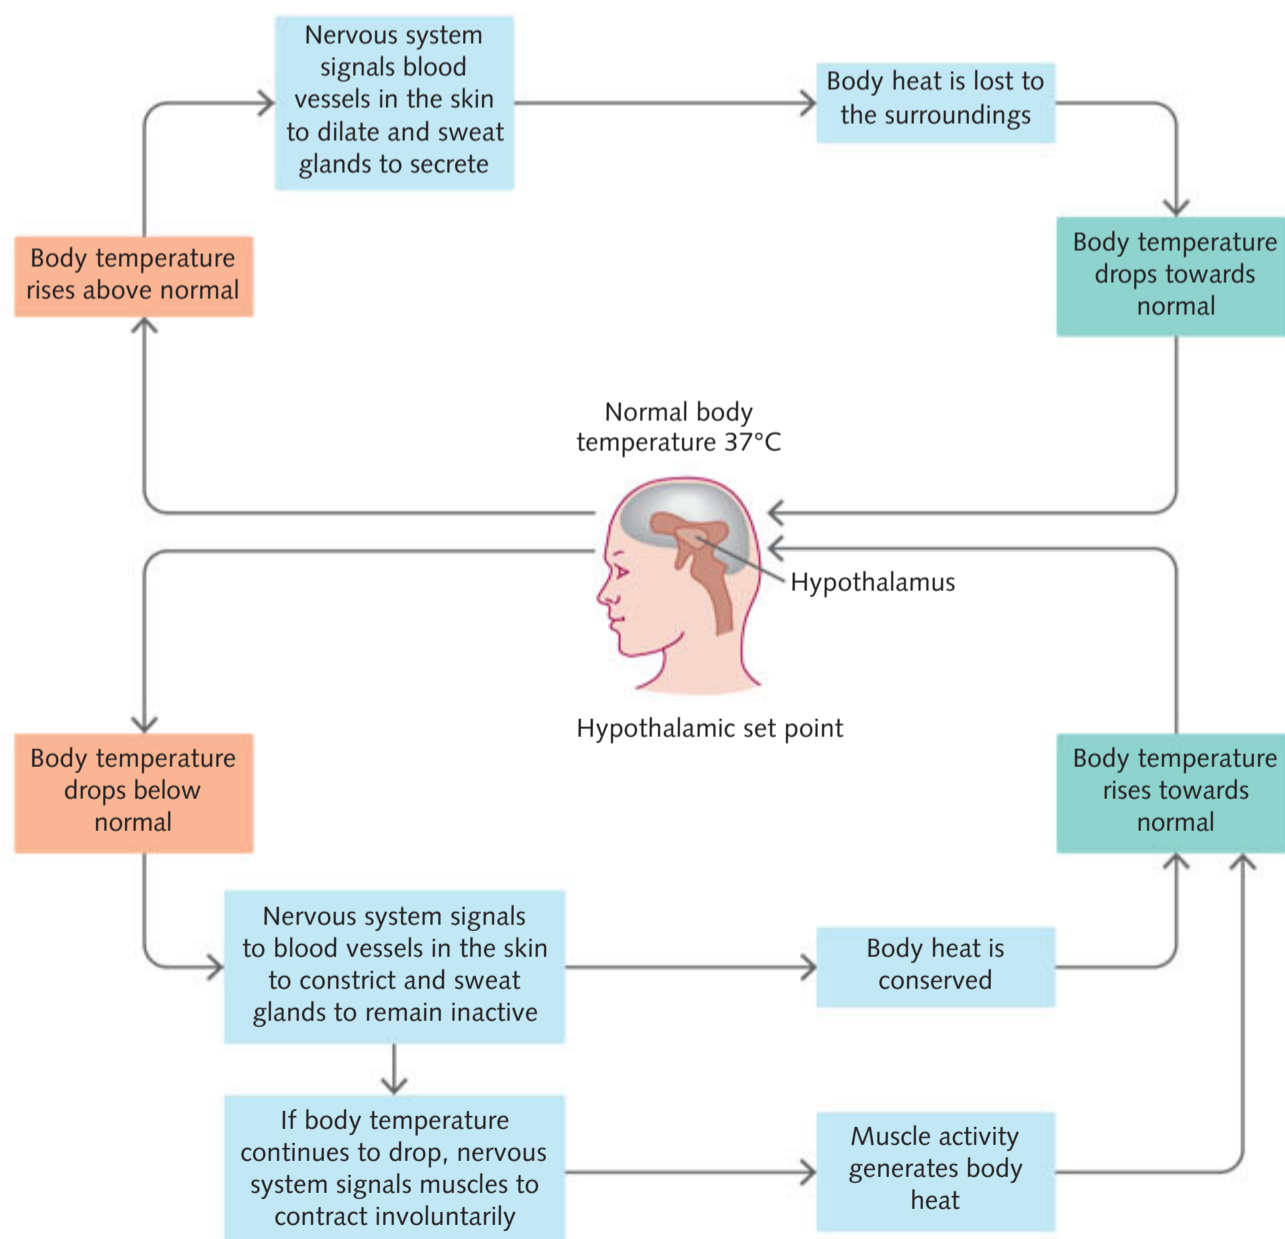 Nervous system
signals blood
vessels in the skin
to dilate and sweat
glands to secrete
Body heat is lost to
the surroundings
Body temperature
rises above normal
Body temperature
drops towards
normal
Normal body
temperature 37°C
Hypothalamus
Hypothalamic set point
Body temperature
drops below
normal
Body temperature
rises towards
normal
Nervous system signals
to blood vessels in the skin
to constrict and sweat
glands to remain inactive
Body heat is
conserved
If body temperature
continues to drop, nervous
system signals muscles to
contract involuntarily
Muscle activity
generates body
heat